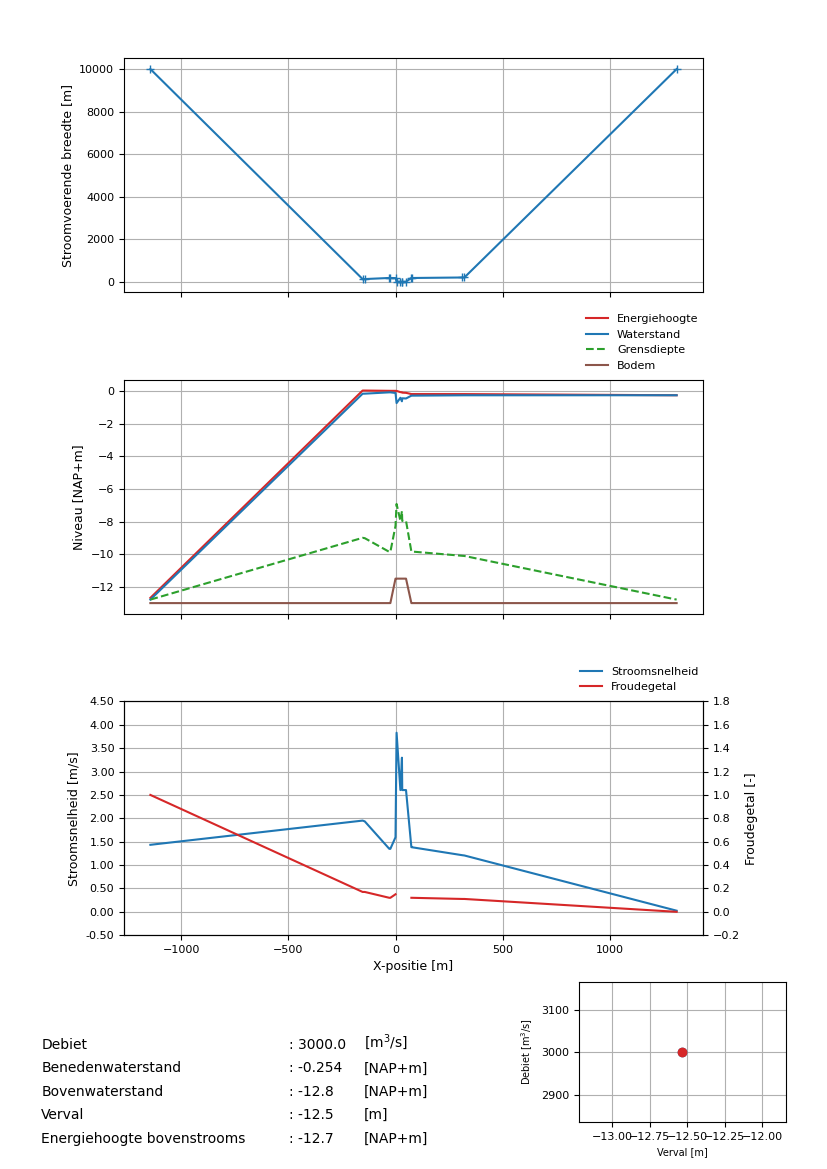 10000
8000
6000
4000
2000
0
Stroomvoerende breedte [m]
Energiehoogte
Waterstand
Grensdiepte
Bodem
0
−2
−4
−6
−8
−10
−12
Niveau [NAP+m]
Stroomsnelheid
Froudegetal
4.50
4.00
3.50
3.00
2.50
2.00
1.50
1.00
0.50
0.00
-0.50
Stroomsnelheid [m/s]
1.8
1.6
1.4
1.2
1.0
0.8
0.6
0.4
0.2
0.0
−0.2
Froudegetal [-]
−1000 −500 0 500 1000
X-positie [m]
Debiet : 3000.0 [m³/s]
Benedenwaterstand : -0.254 [NAP+m]
Bovenwaterstand : -12.8 [NAP+m]
Verval : -12.5 [m]
Energiehoogte bovenstrooms : -12.7 [NAP+m]
3100
3000
2900
Debiet [m³/s]
−13.00 −12.75 −12.50 −12.25 −12.00
Verval [m]